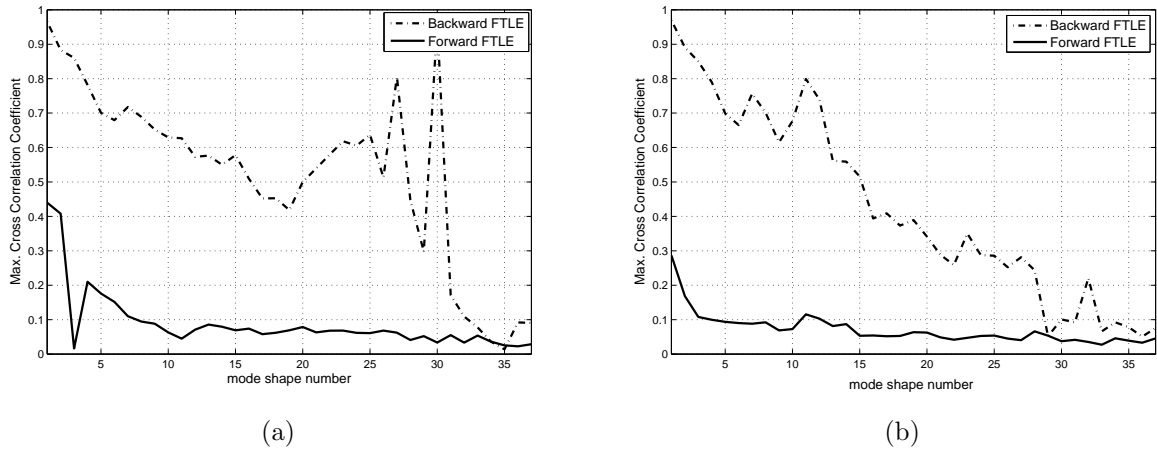 1
0.9
0.8
0.7
0.6
0.5
0.4
0.3
0.2
0.1
0
Max. Cross Correlation Coefficient
5 10 15 20 25 30 35
mode shape number
Backward FTLE
Forward FTLE
(a)
1
0.9
0.8
0.7
0.6
0.5
0.4
0.3
0.2
0.1
0
Max. Cross Correlation Coefficient
5 10 15 20 25 30 35
mode shape number
Backward FTLE
Forward FTLE
(b)